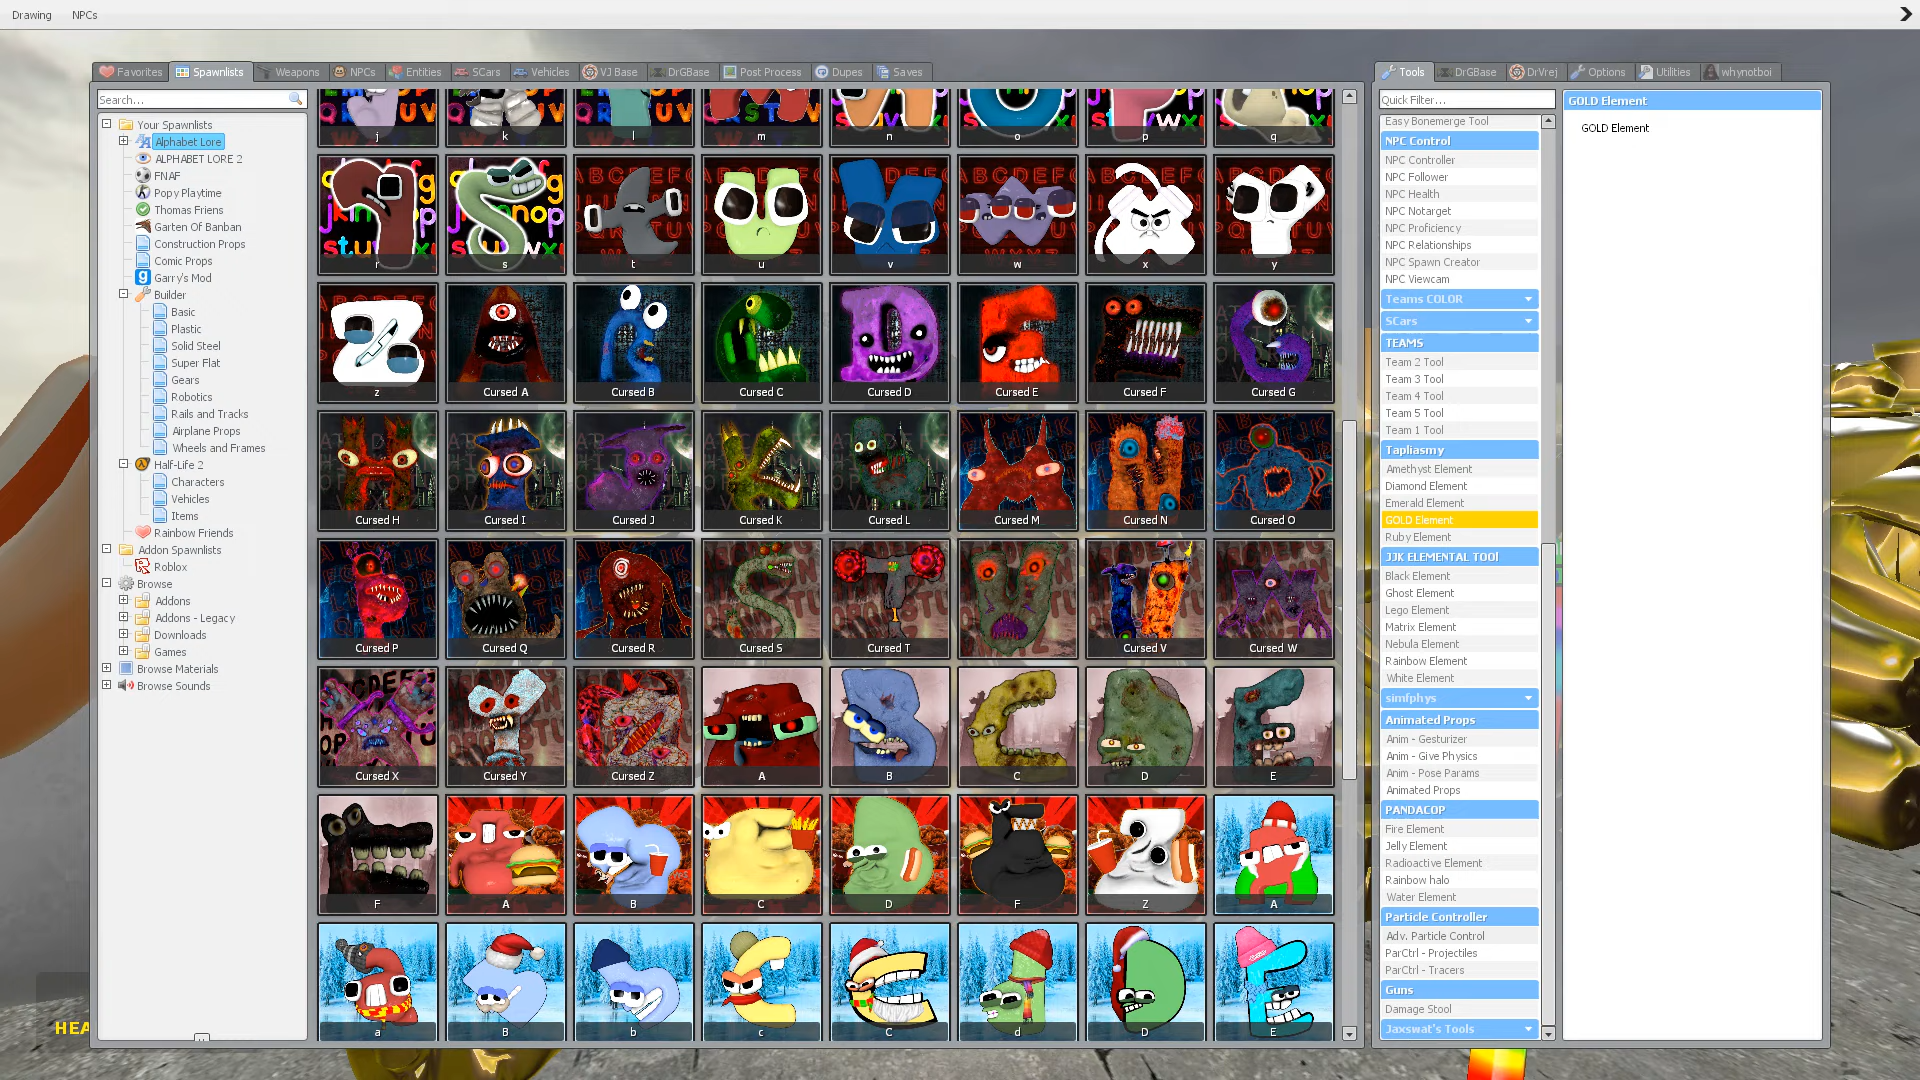 Drawing NPCs
Favorites Spawnlists Weapons NPCs Entities SCars Vehicles VJ Base DrGBase Post Process Dupes Saves
Tools DrGBase DrVrej Options Utilities whynotboi
Search...
Your Spawnlists
Alphabet Lore
ALPHABET LORE 2
FNAF
Popy Playtime
Thomas Friens
Garten Of Banban
Construction Props
Comic Props
Garry's Mod
Builder
Basic
Plastic
Solid Steel
Super Flat
Gears
Robotics
Rails and Tracks
Airplane Props
Wheels and Frames
Half-Life 2
Characters
Vehicles
Items
Rainbow Friends
Addon Spawnlists
Roblox
Browse
Addons
Addons - Legacy
Downloads
Games
Browse Materials
Browse Sounds
j k l m n o p q
r s t u v w x y
z Cursed A Cursed B Cursed C Cursed D Cursed E Cursed F Cursed G
Cursed H Cursed I Cursed J Cursed K Cursed L Cursed M Cursed N Cursed O
Cursed P Cursed Q Cursed R Cursed S Cursed T Cursed V Cursed W
Cursed X Cursed Y Cursed Z A B C D E
F A B C D F Z A
a B b c C d D E
Quick Filter...
Easy Bonemerge Tool
NPC Control
NPC Controller
NPC Follower
NPC Health
NPC Notarget
NPC Proficiency
NPC Relationships
NPC Spawn Creator
NPC Viewcam
Teams COLOR
SCars
TEAMS
Team 2 Tool
Team 3 Tool
Team 4 Tool
Team 5 Tool
Team 1 Tool
Tapliasmy
Amethyst Element
Diamond Element
Emerald Element
GOLD Element
Ruby Element
JJK ELEMENTAL TOOl
Black Element
Ghost Element
Lego Element
Matrix Element
Nebula Element
Rainbow Element
White Element
simfphys
Animated Props
Anim - Gesturizer
Anim - Give Physics
Anim - Pose Params
Animated Props
PANDACOP
Fire Element
Jelly Element
Radioactive Element
Rainbow halo
Water Element
Particle Controller
Adv. Particle Control
ParCtrl - Projectiles
ParCtrl - Tracers
Guns
Damage Stool
Jaxswat's Tools
GOLD Element
GOLD Element
HEA